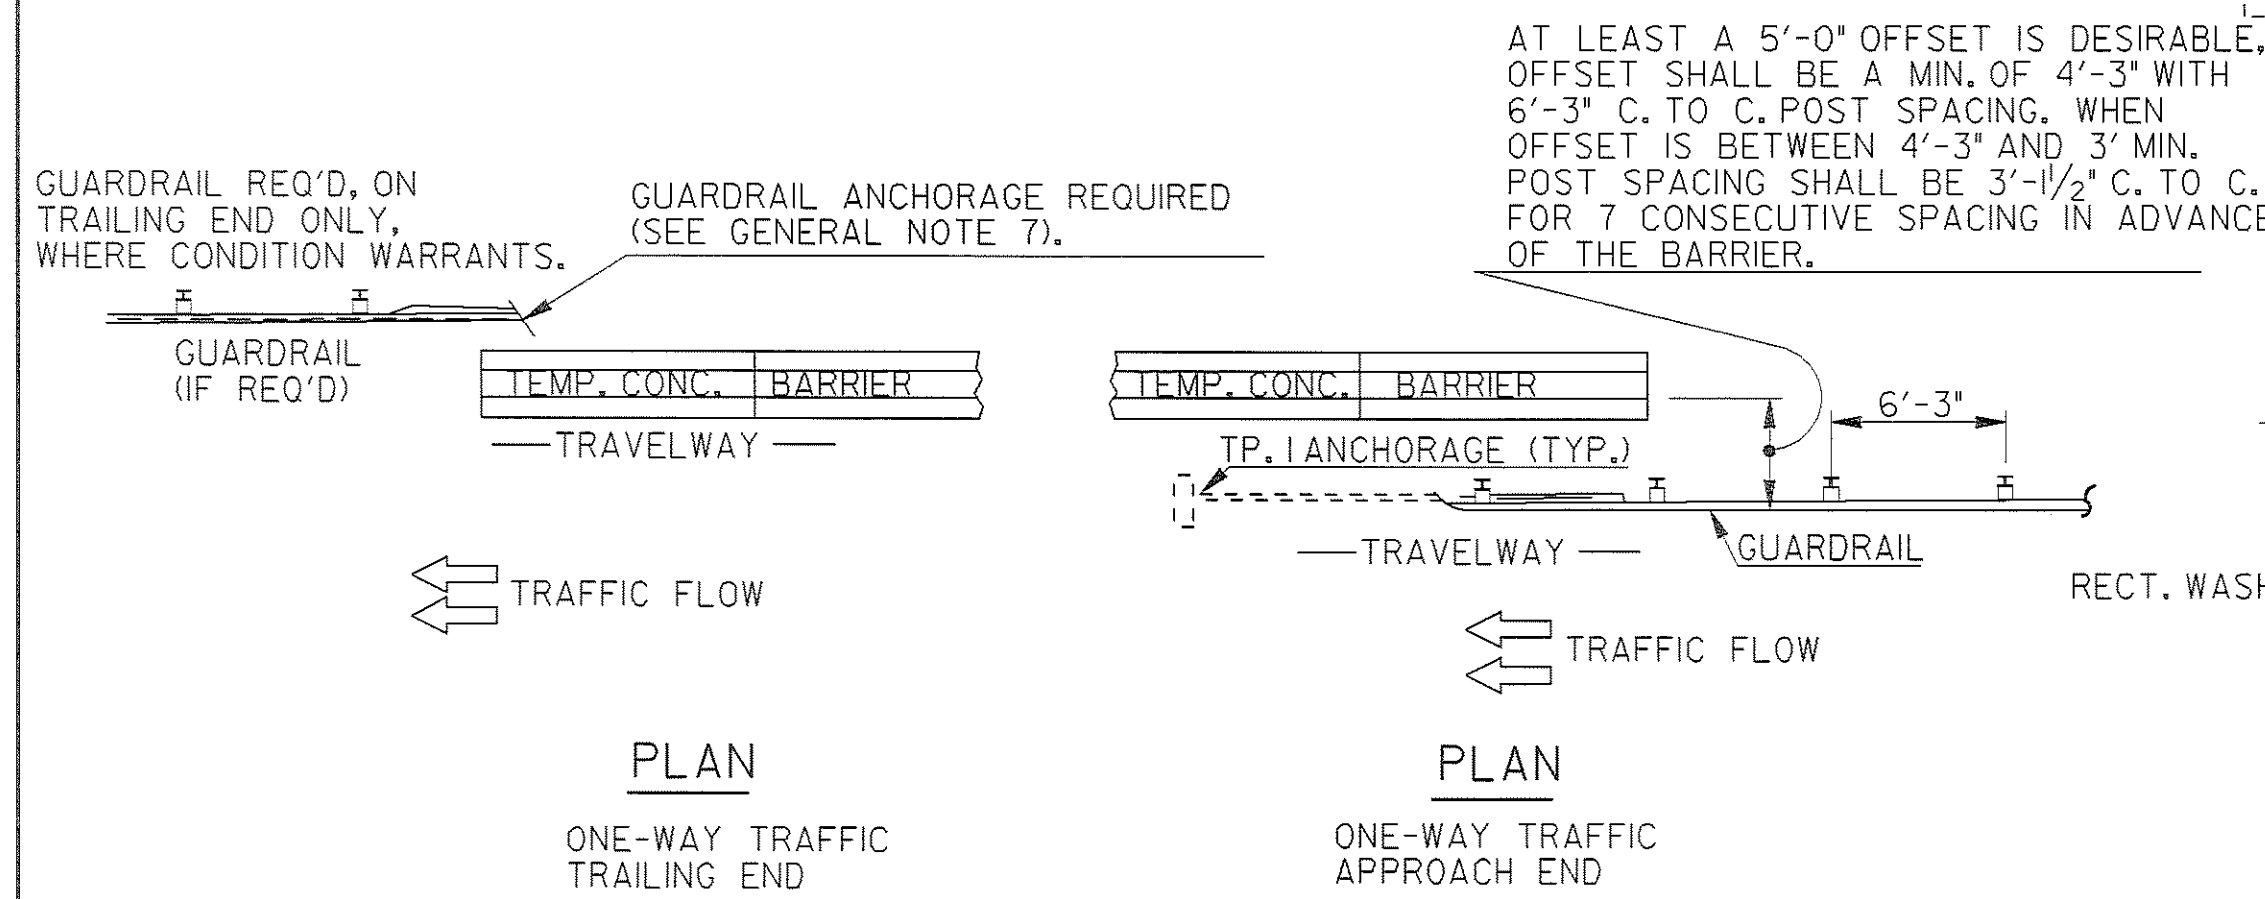 AT LEAST A 5'-0" OFFSET IS DESIRABLE,
OFFSET SHALL BE A MIN. OF 4'-3" WITH
6'-3" C. TO C. POST SPACING. WHEN
OFFSET IS BETWEEN 4'-3" AND 3' MIN.
POST SPACING SHALL BE 3'-1 1/2" C. TO C.
FOR 7 CONSECUTIVE SPACING IN ADVANCE
OF THE BARRIER.
GUARDRAIL REQ'D, ON
TRAILING END ONLY,
WHERE CONDITION WARRANTS.
GUARDRAIL ANCHORAGE REQUIRED
(SEE GENERAL NOTE 7).
GUARDRAIL
(IF REQ'D)
TEMP. CONC. BARRIER
TRAVELWAY
TEMP. CONC. BARRIER
6'-3"
TP. 1 ANCHORAGE (TYP.)
TRAVELWAY
GUARDRAIL
RECT. WASH
TRAFFIC FLOW
TRAFFIC FLOW
PLAN
ONE-WAY TRAFFIC
TRAILING END
PLAN
ONE-WAY TRAFFIC
APPROACH END